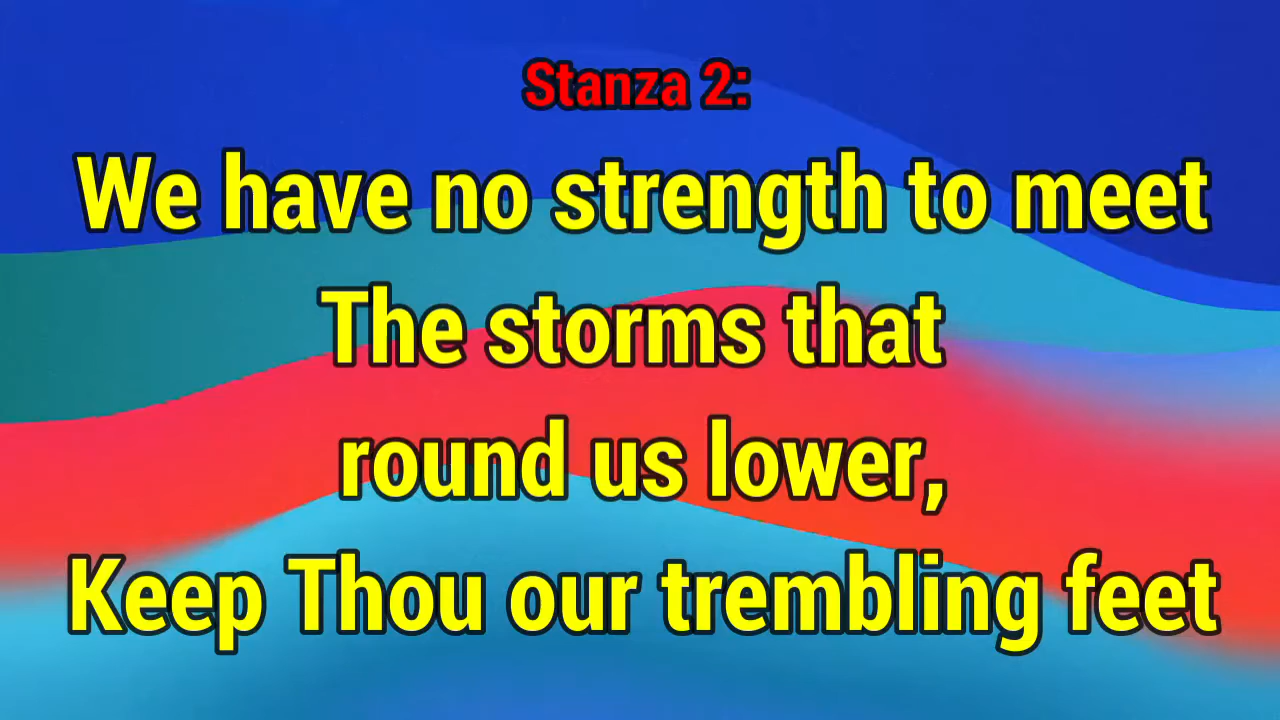 Stanza 2:
We have no strength to meet
The storms that
round us lower,
Keep Thou our trembling feet